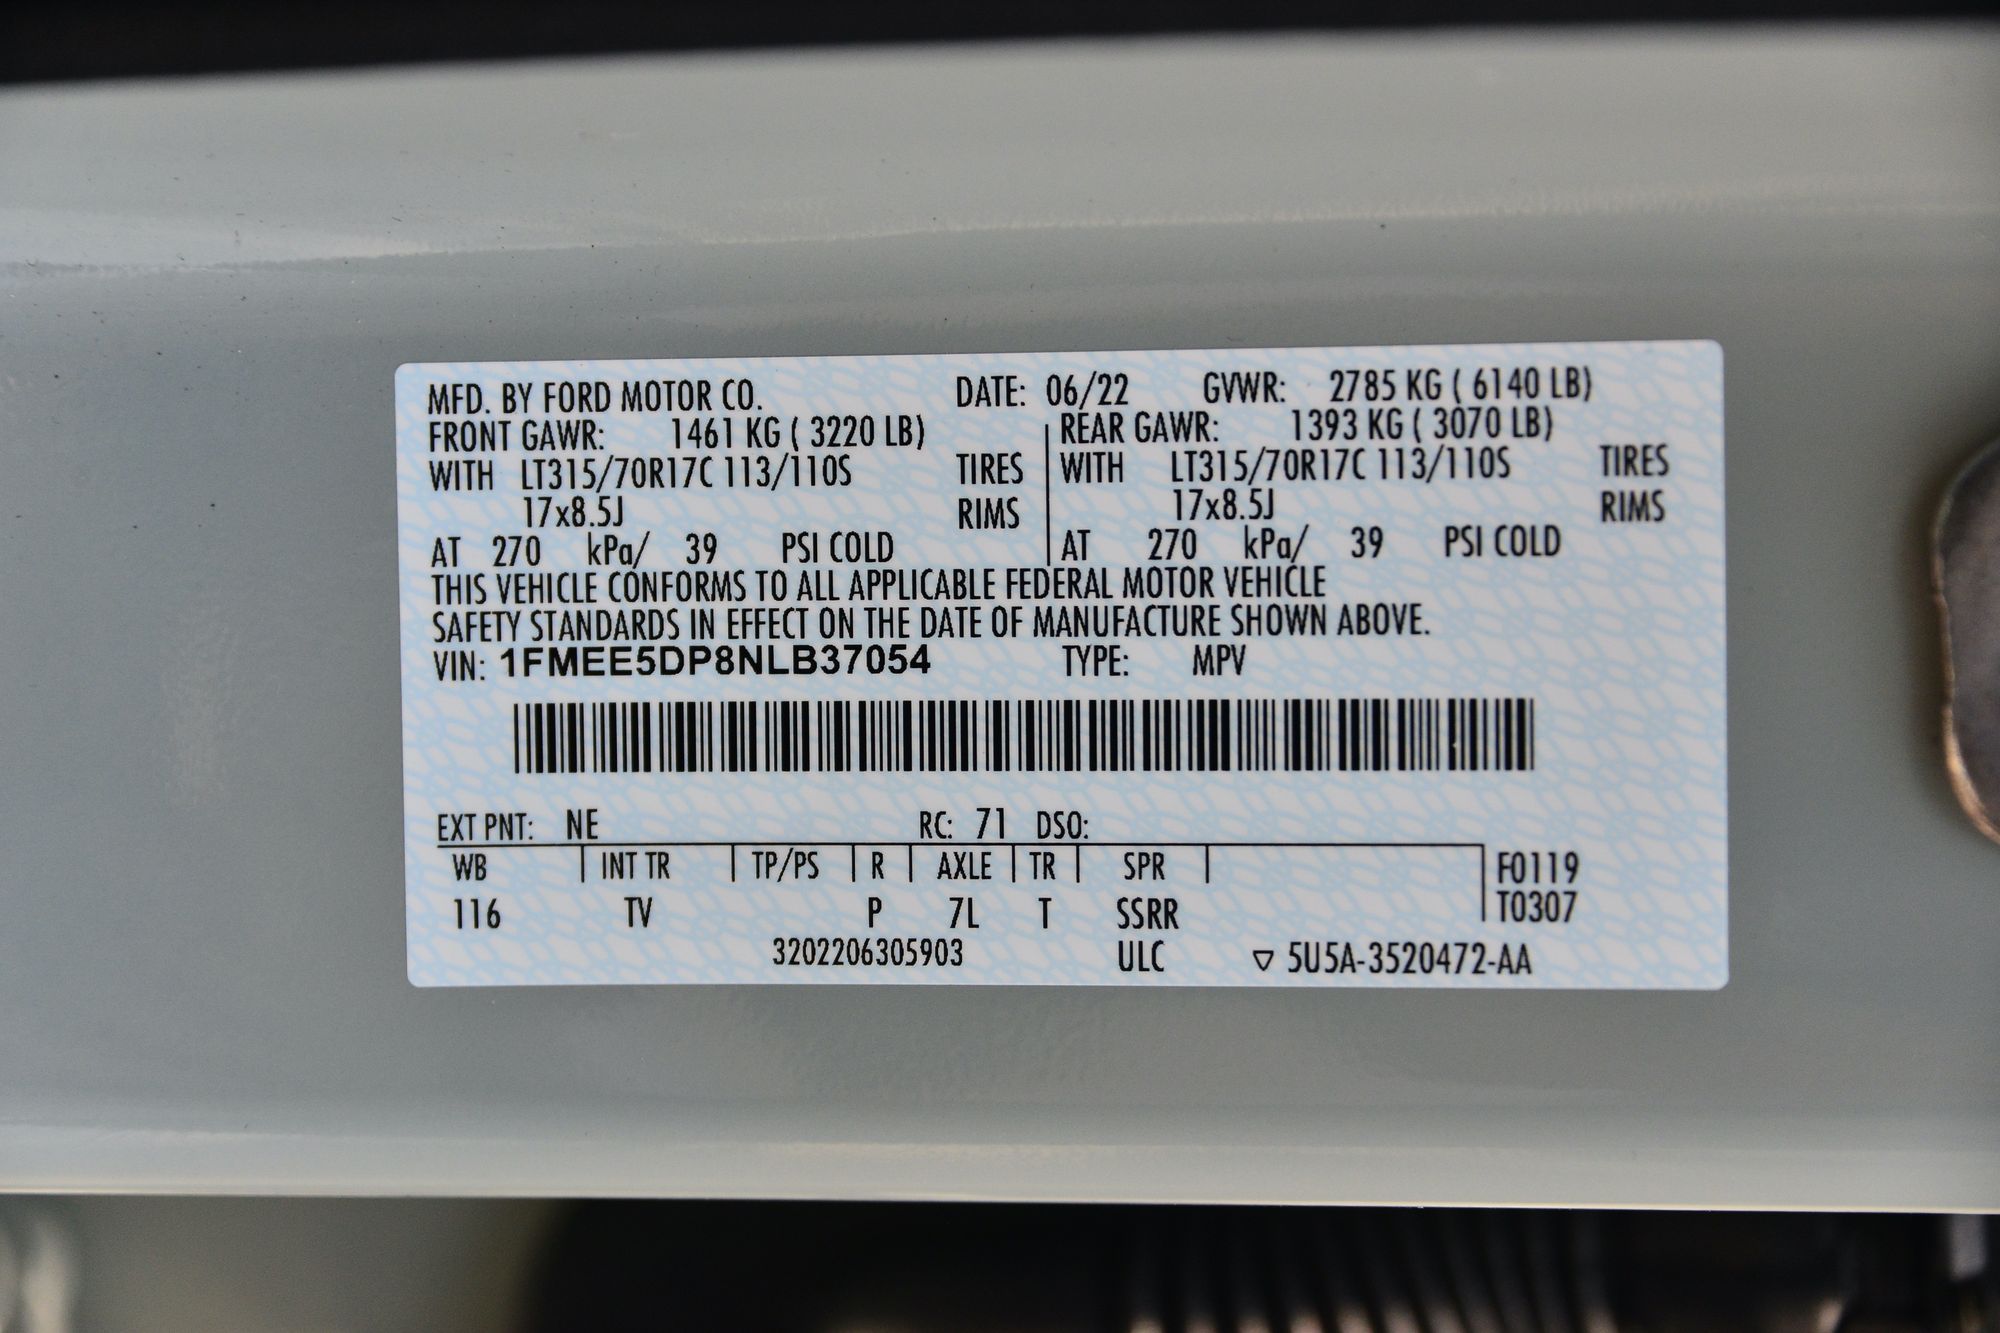 MFD. BY FORD MOTOR CO. DATE: 06/22 GVWR: 2785 KG ( 6140 LB)
FRONT GAWR: 1461 KG ( 3220 LB) REAR GAWR: 1393 KG ( 3070 LB)
WITH LT315/70R17C 113/110S TIRES WITH LT315/70R17C 113/110S TIRES
17x8.5J RIMS 17x8.5J RIMS
AT 270 kPa/ 39 PSI COLD AT 270 kPa/ 39 PSI COLD
THIS VEHICLE CONFORMS TO ALL APPLICABLE FEDERAL MOTOR VEHICLE
SAFETY STANDARDS IN EFFECT ON THE DATE OF MANUFACTURE SHOWN ABOVE.
VIN: 1FMEE5DP8NLB37054 TYPE: MPV
EXT PNT: NE RC: 71 DSO:
WB INT TR TP/PS R AXLE TR SPR F0119
116 TV P 7L T SSRR T0307
3202206305903 ULC ▽ 5U5A-3520472-AA